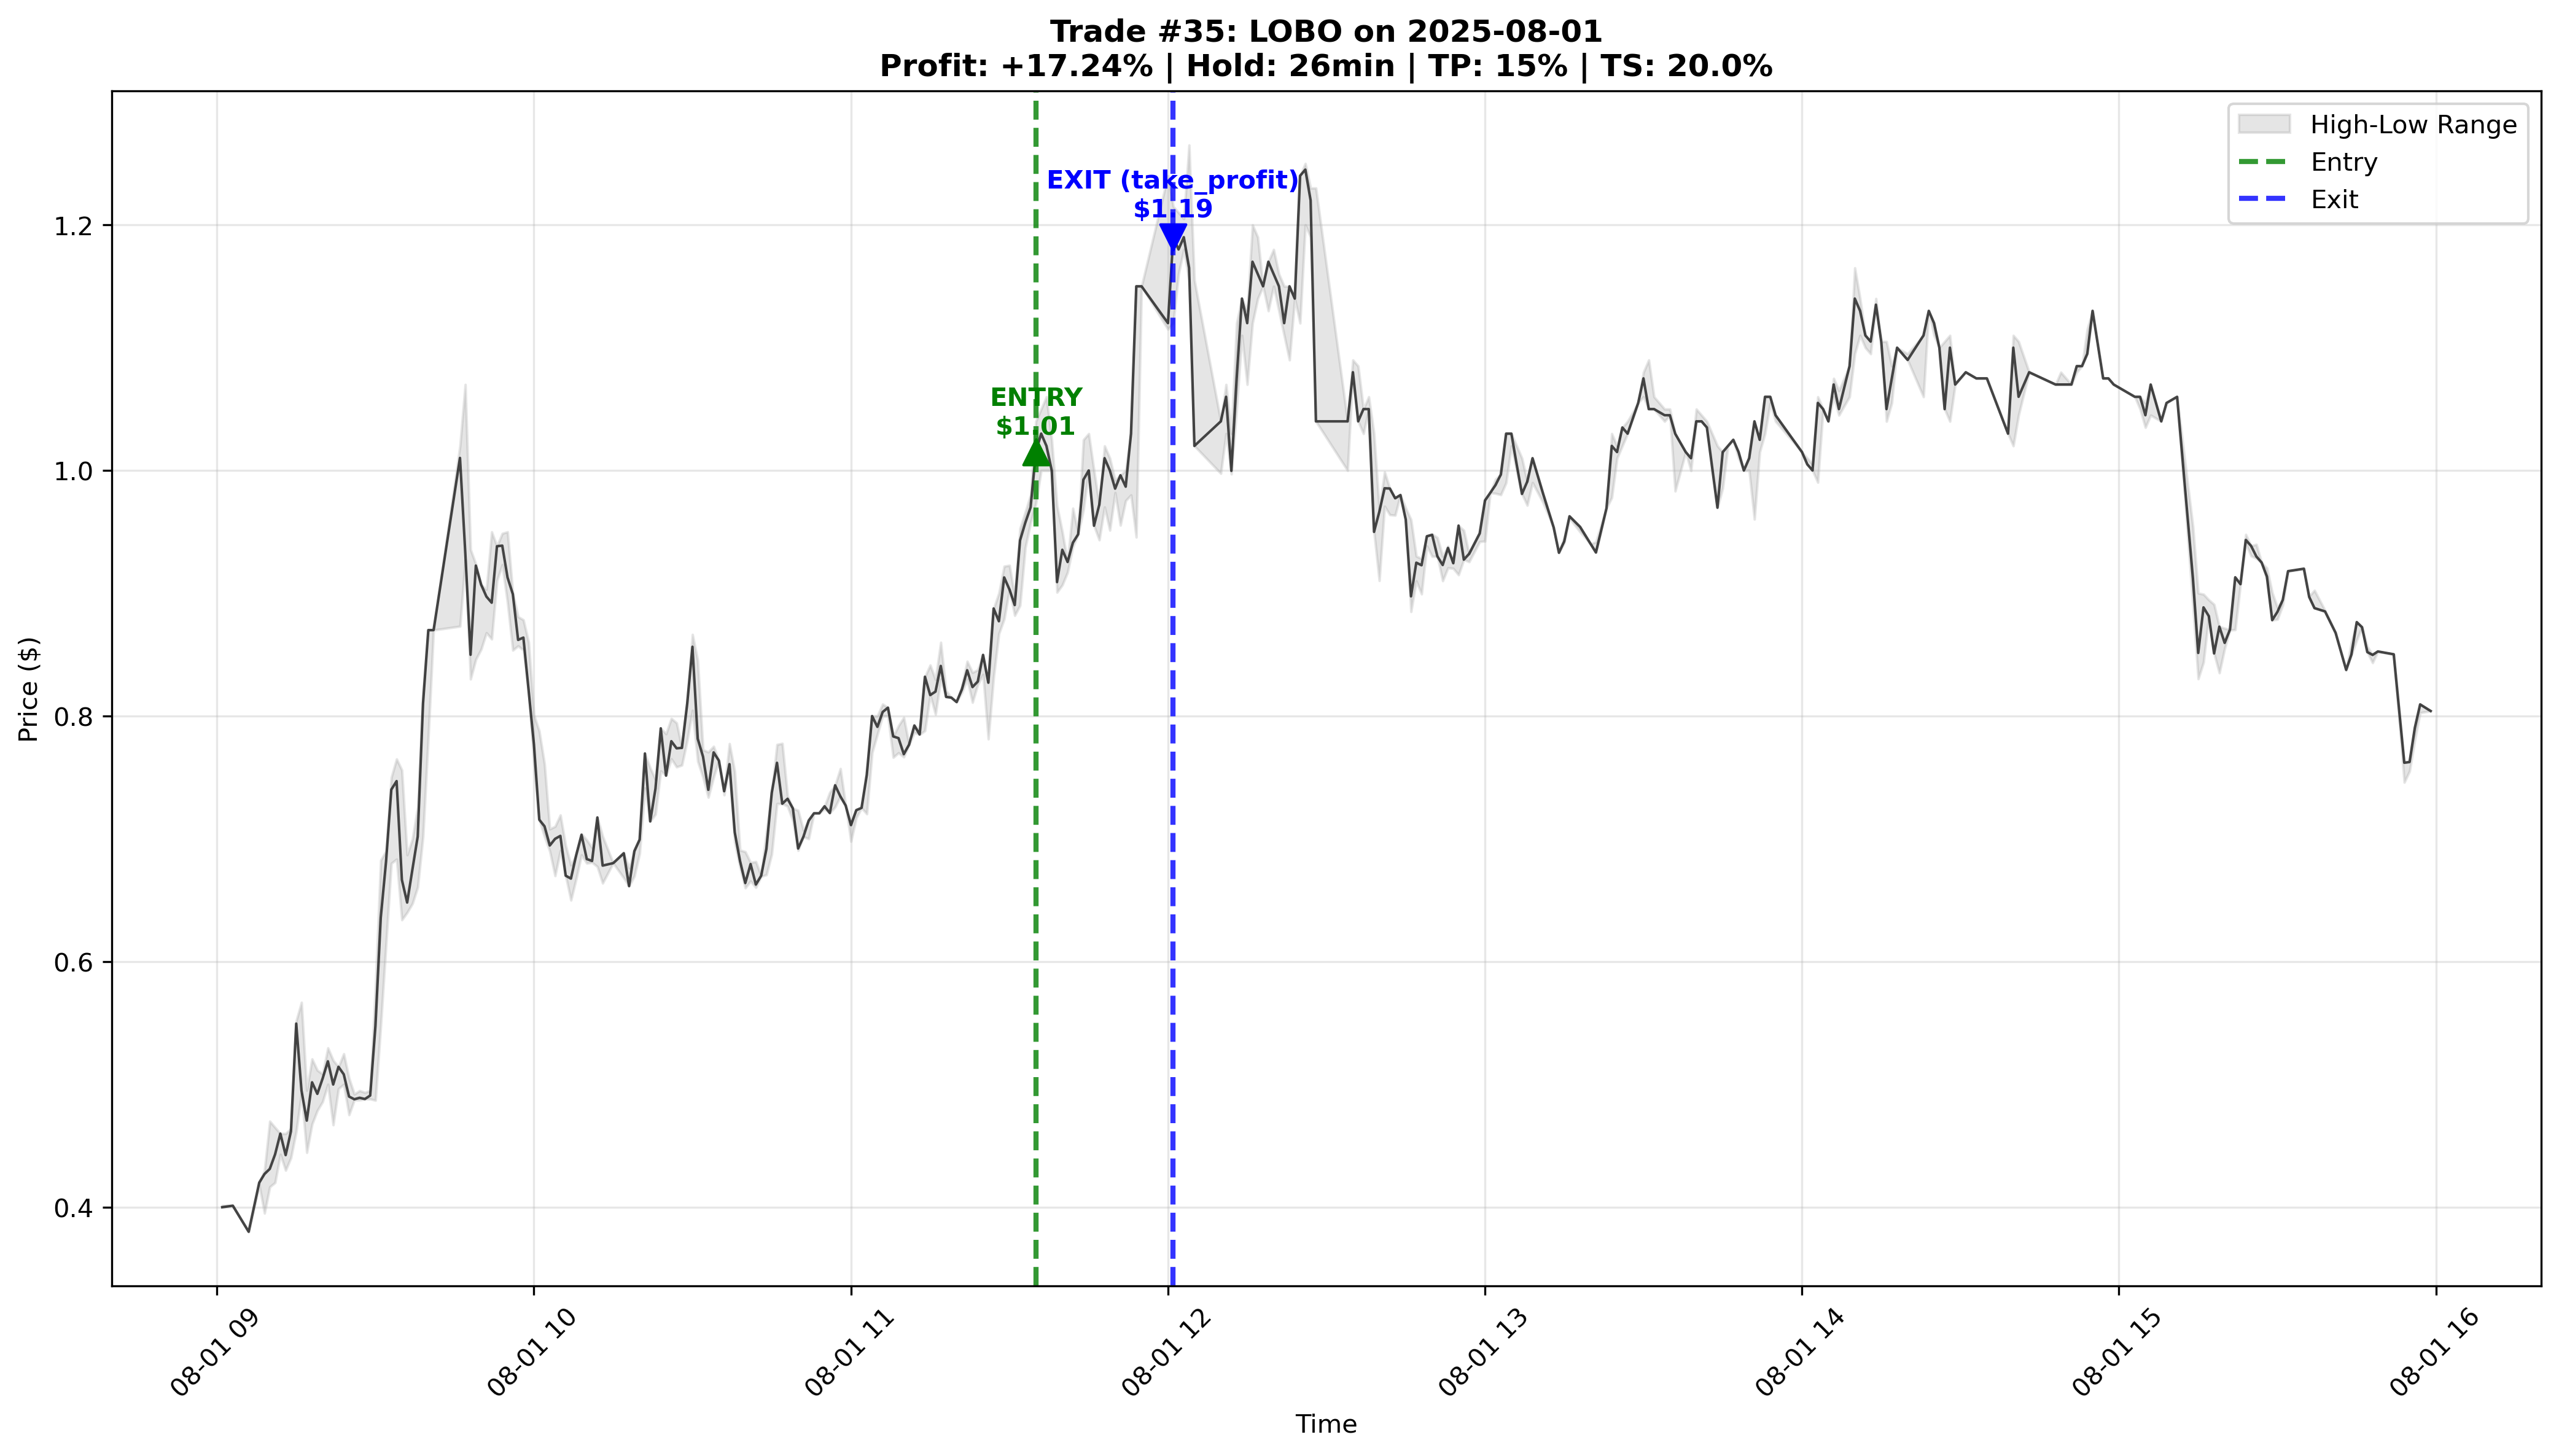 Trade #35: LOBO on 2025-08-01
Profit: +17.24% | Hold: 26min | TP: 15% | TS: 20.0%
High-Low Range
Entry
Exit
EXIT (take_profit)
$1.19
ENTRY
$1.01
Price ($)
1.2
1.0
0.8
0.6
0.4
08-01 09
08-01 10
08-01 11
08-01 12
08-01 13
08-01 14
08-01 15
08-01 16
Time